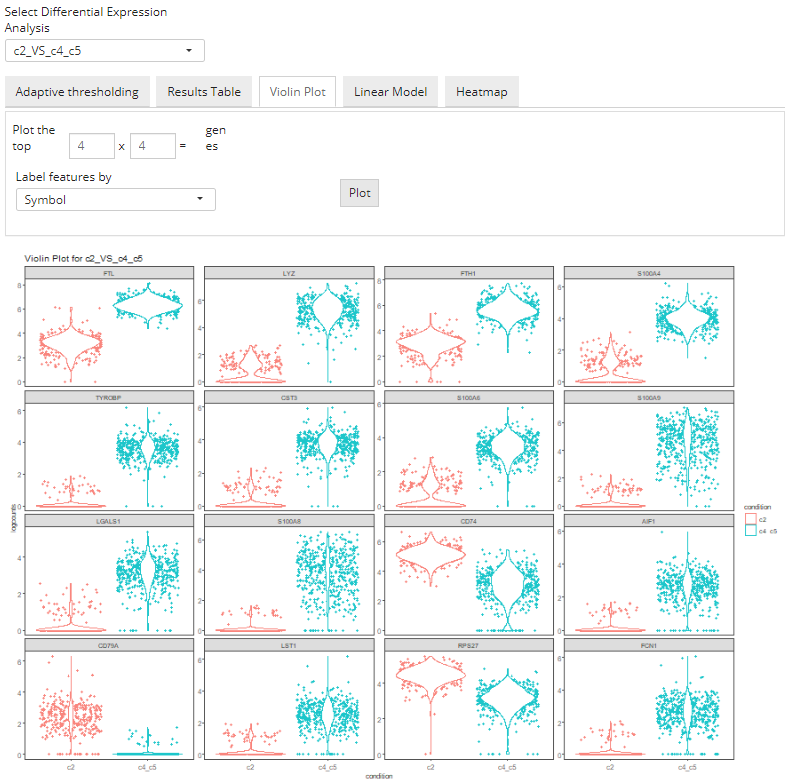 Select Differential Expression
Analysis
c2_VS_c4_c5
Adaptive thresholding Results Table Violin Plot Linear Model Heatmap
Plot the
top 4 x 4 = gen
es
Label features by
Symbol
Plot
Violin Plot for c2_VS_c4_c5
FTL LYZ FTH1 S100A4
8 6 4 2 0
6 4 2 0
8 6 4 2 0
6 4 2 0
TYROBP CST3 S100A6 S100A9
6 4 2 0
6 4 2 0
6 4 2 0
6 4 2 0
logcounts
condition
c2
c4_c5
LGALS1 S100A8 CD74 AIF1
4 2 0
6 4 2 0
6 4 2 0
6 4 2 0
CD79A LST1 RPS27 FCN1
6 4 2 0
6 4 2 0
4 2 0
6 4 2 0
c2 c4_c5 c2 c4_c5 c2 c4_c5 c2 c4_c5
condition